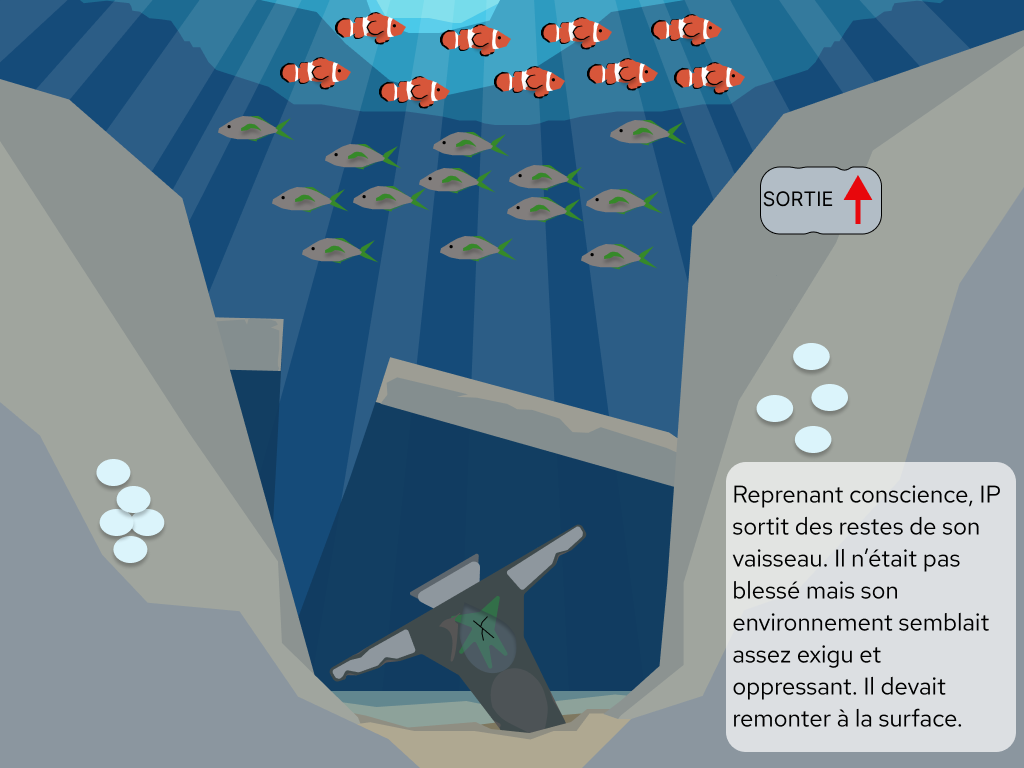 SORTIE
Reprenant conscience, IP
sortit des restes de son
vaisseau. Il n’était pas
blessé mais son
environnement semblait
assez exigu et
oppressant. Il devait
remonter à la surface.